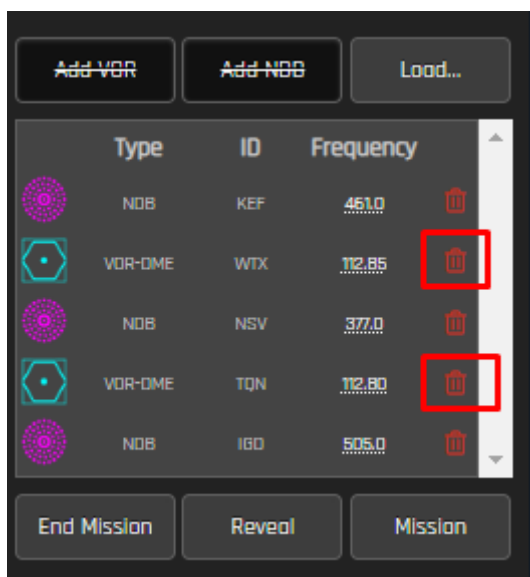 Add VOR Add NDB Load...
Type ID Frequency
NDB KEF 461.0
VOR-DME WTX 112.85
NDB NSV 377.0
VOR-DME TQN 112.80
NDB IGD 505.0
End Mission Reveal Mission